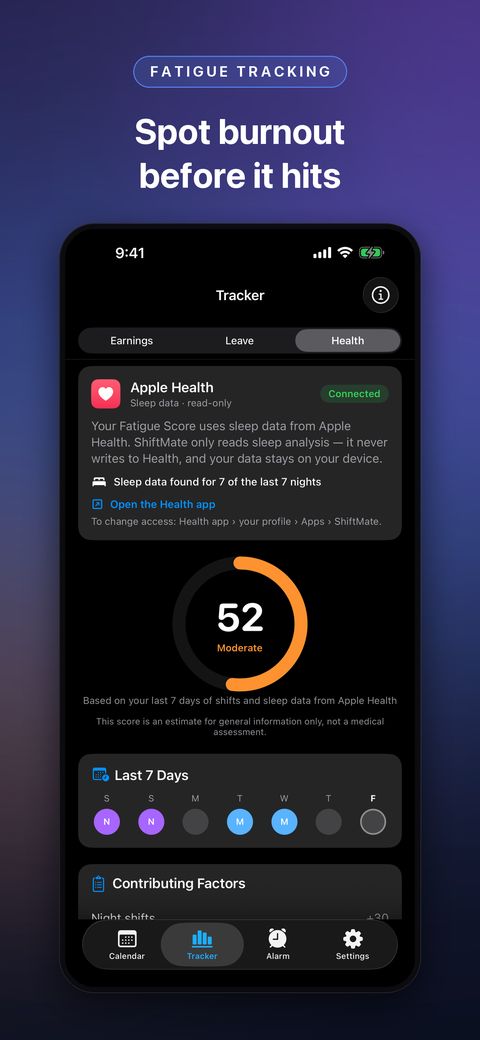 FATIGUE TRACKING
Spot burnout
before it hits
9:41
Tracker
Earnings Leave Health
Apple Health
Sleep data · read-only
Connected
Your Fatigue Score uses sleep data from Apple
Health. ShiftMate only reads sleep analysis — it never
writes to Health, and your data stays on your device.
Sleep data found for 7 of the last 7 nights
Open the Health app
To change access: Health app › your profile › Apps › ShiftMate.
52
Moderate
Based on your last 7 days of shifts and sleep data from Apple Health
This score is an estimate for general information only, not a medical
assessment.
Last 7 Days
S S M T W T F
N N M M
Contributing Factors
Night shifts +30
Calendar Tracker Alarm Settings